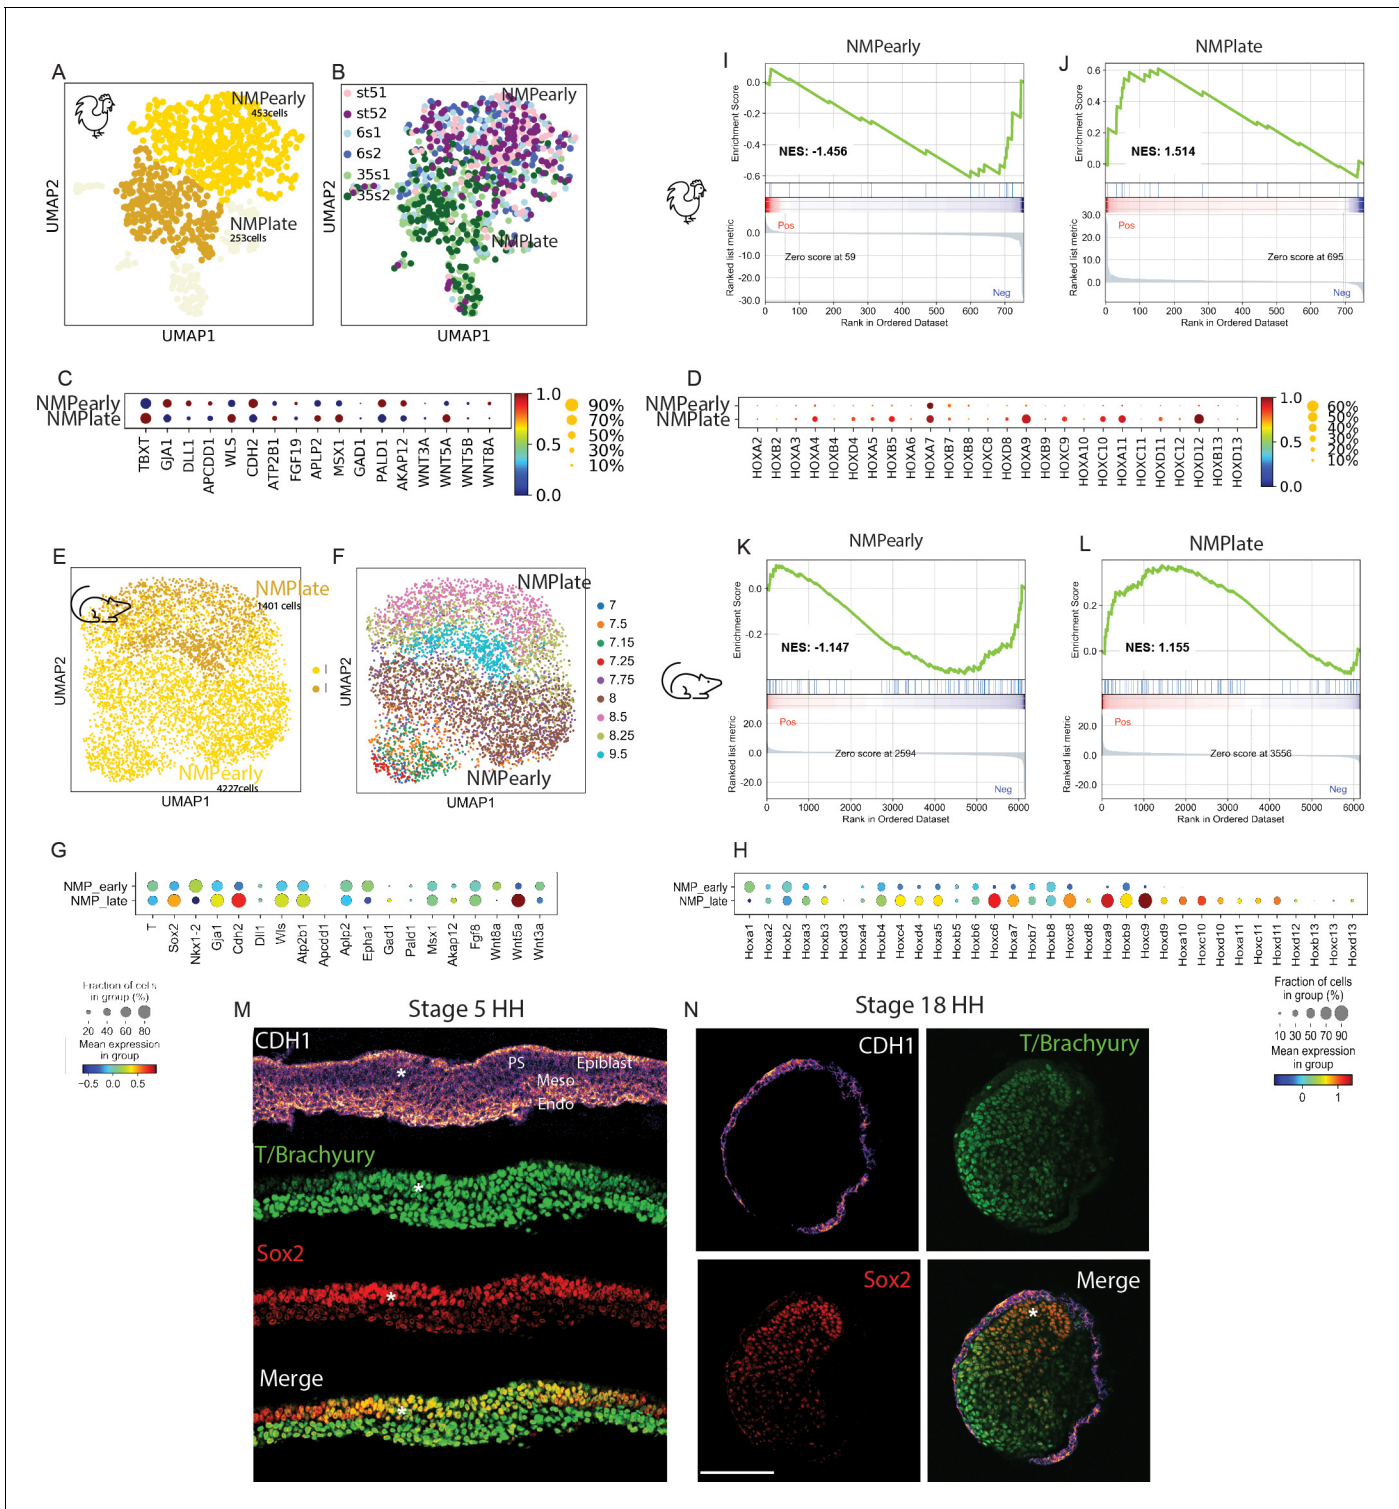 A
NMPearly
453cells
NMPlate
253cells
UMAP2
UMAP1
B
st51
st52
6s1
6s2
35s1
35s2
NMPearly
NMPlate
UMAP2
UMAP1
I
NMPearly
0.0
-0.2
-0.4
-0.6
Enrichment Score
NES: -1.456
Pos
0.0
-10.0
-20.0
-30.0
Ranked list metric
Zero score at 59
Neg
0 100 200 300 400 500 600 700
Rank in Ordered Dataset
J
NMPlate
0.6
0.4
0.2
0.0
Enrichment Score
NES: 1.514
30.0
20.0
10.0
0.0
Ranked list metric
Pos
Zero score at 695
Neg
0 100 200 300 400 500 600 700
Rank in Ordered Dataset
C
NMPearly
NMPlate
TBXT GJA1 DLL1 APCDD1 WLS CDH2 ATP2B1 FGF19 APLP2 MSX1 GAD1 PALD1 AKAP12 WNT3A WNT5A WNT5B WNT8A
1.0
0.5
0.0
90%
70%
50%
30%
10%
D
NMPearly
NMPlate
HOXA2 HOXB2 HOXA3 HOXA4 HOXB4 HOXD4 HOXA5 HOXB5 HOXA6 HOXA7 HOXB7 HOXB8 HOXC8 HOXD8 HOXA9 HOXB9 HOXC9 HOXA10 HOXC10 HOXA11 HOXC11 HOXD11 HOXC12 HOXD12 HOXB13 HOXD13
1.0
0.5
0.0
60%
50%
40%
30%
20%
10%
E
NMPlate
1401 cells
NMPearly
4227cells
UMAP2
UMAP1
F
NMPlate
NMPearly
UMAP2
UMAP1
7
7.5
7.15
7.25
7.75
8
8.5
8.25
9.5
K
NMPearly
0.0
-0.2
Enrichment Score
NES: -1.147
20.0
0.0
-20.0
Ranked list metric
Pos
Zero score at 2594
Neg
0 1000 2000 3000 4000 5000 6000
Rank in Ordered Dataset
L
NMPlate
0.2
0.0
Enrichment Score
NES: 1.155
20.0
0.0
-20.0
Ranked list metric
Pos
Zero score at 3556
Neg
0 1000 2000 3000 4000 5000 6000
Rank in Ordered Dataset
G
NMP_early
NMP_late
T Sox2 Nkx1-2 Gja1 Cdh2 Dll1 Wls Atp2b1 Apcdd1 Aplp2 Epha1 Gad1 Pald1 Msx1 Akap12 Fgf8 Wnt8a Wnt5a Wnt3a
Fraction of cells
in group (%)
20 40 60 80
Mean expression
in group
−0.5 0.0 0.5
H
NMP_early
NMP_late
Hoxa1 Hoxa2 Hoxb2 Hoxa3 Hoxb3 Hoxd3 Hoxa4 Hoxb4 Hoxc4 Hoxd4 Hoxa5 Hoxb5 Hoxb6 Hoxc6 Hoxa7 Hoxb7 Hoxb8 Hoxc8 Hoxd8 Hoxa9 Hoxb9 Hoxc9 Hoxd9 Hoxa10 Hoxc10 Hoxd10 Hoxa11 Hoxc11 Hoxd11 Hoxd12 Hoxb13 Hoxc13 Hoxd13
Fraction of cells
in group (%)
10 30 50 70 90
Mean expression
in group
0 1
M
Stage 5 HH
CDH1
PS
Epiblast
Meso
Endo
*
T/Brachyury
*
Sox2
*
Merge
*
N
Stage 18 HH
CDH1
T/Brachyury
Sox2
Merge
*